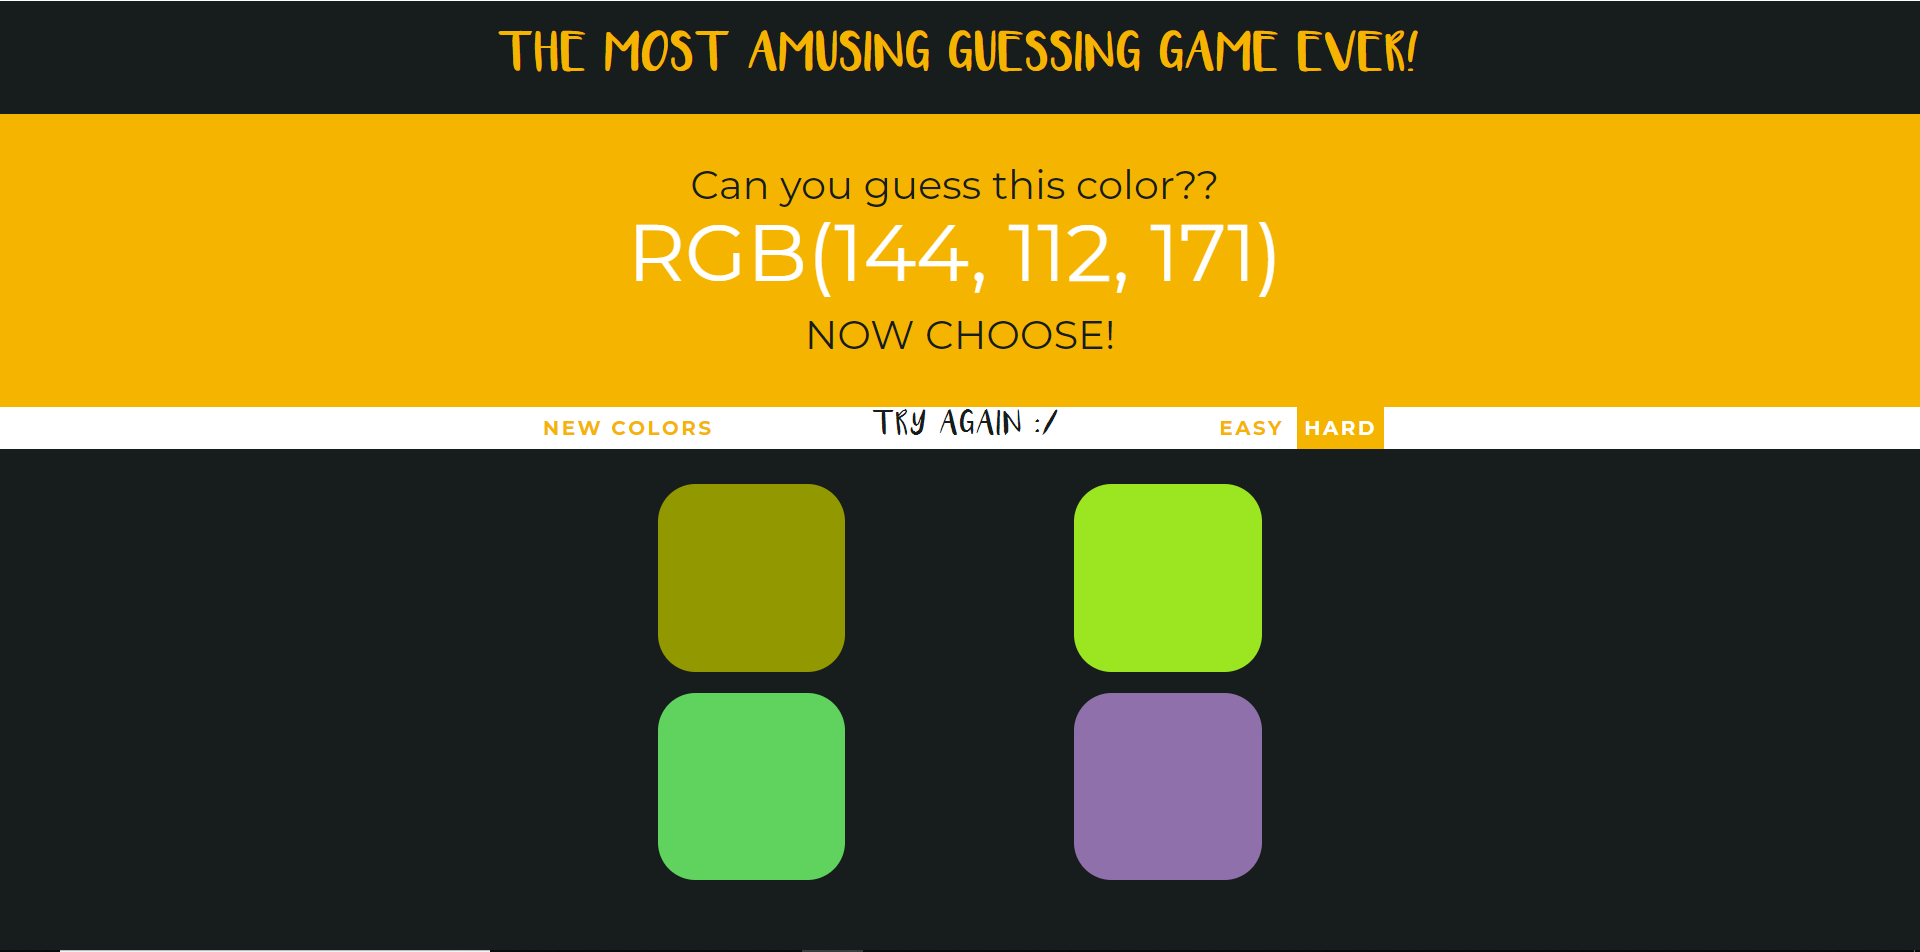 THE MOST AMUSING GUESSING GAME EVER!
Can you guess this color??
RGB(144, 112, 171)
NOW CHOOSE!
NEW COLORS TRY AGAIN :/ EASY HARD